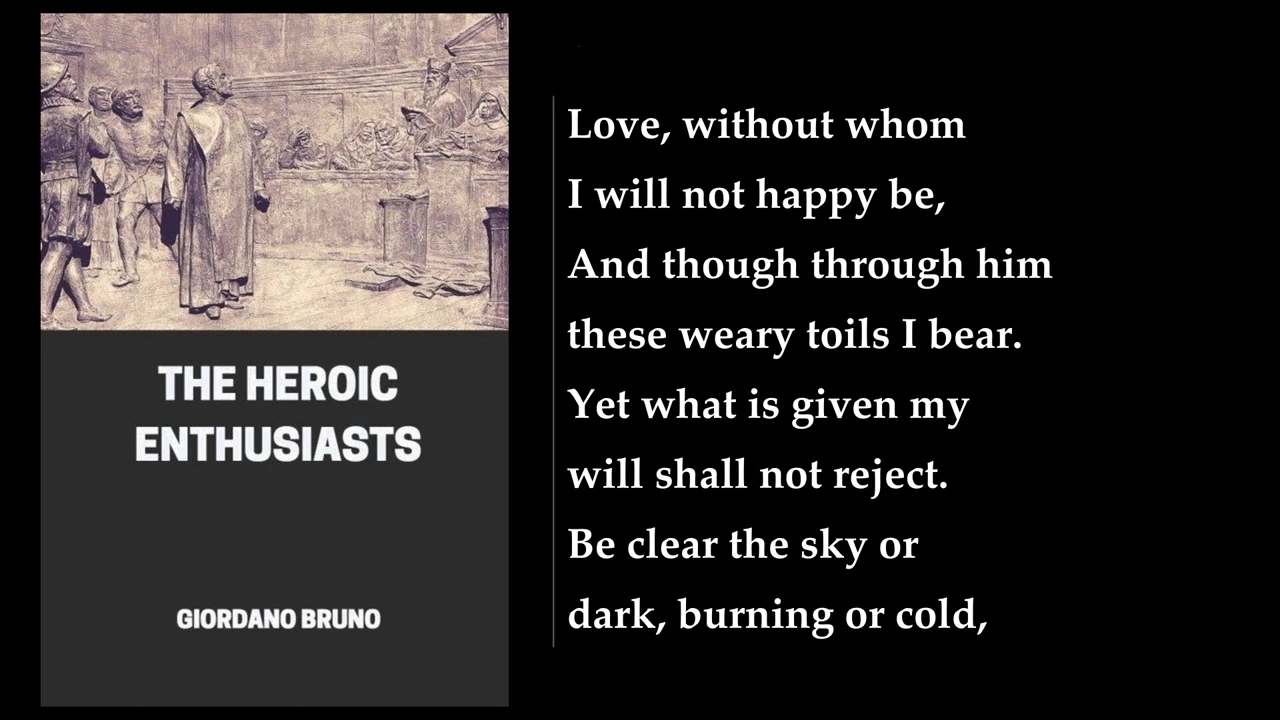 THE HEROIC
ENTHUSIASTS
GIORDANO BRUNO
Love, without whom
I will not happy be,
And though through him
these weary toils I bear.
Yet what is given my
will shall not reject.
Be clear the sky or
dark, burning or cold,